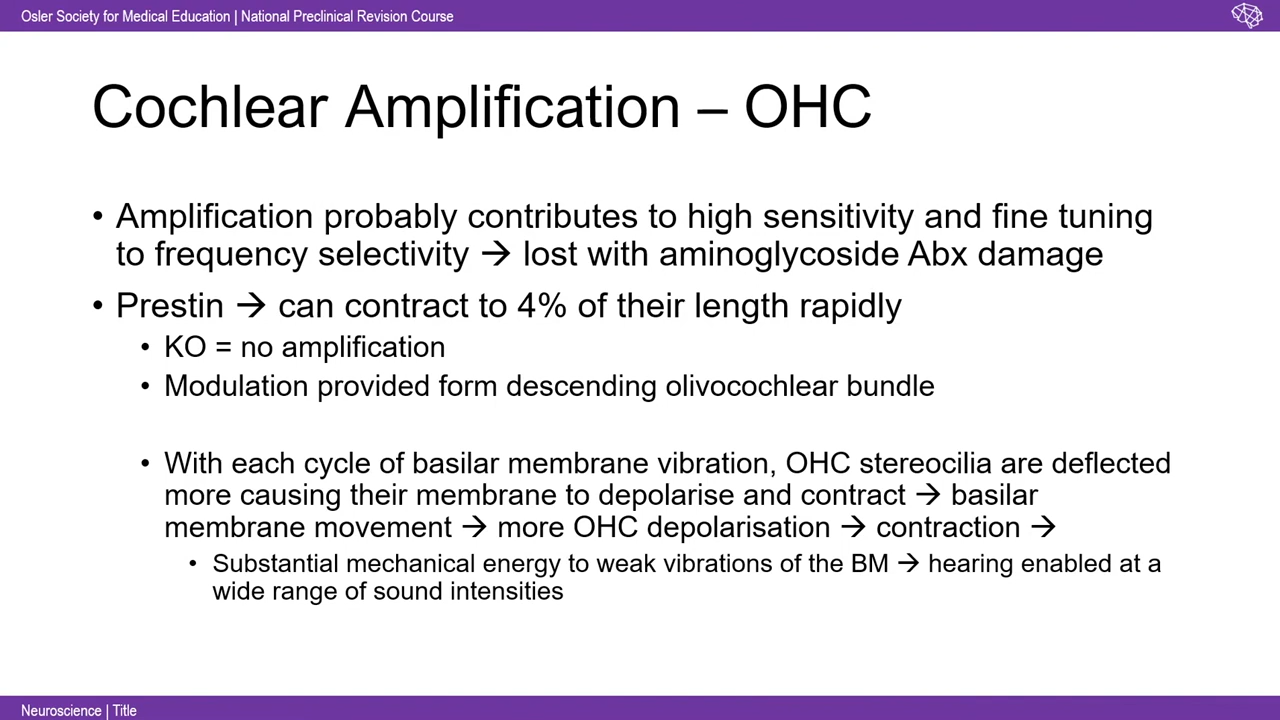 Osler Society for Medical Education | National Preclinical Revision Course
Cochlear Amplification – OHC
• Amplification probably contributes to high sensitivity and fine tuning
to frequency selectivity → lost with aminoglycoside Abx damage
• Prestin → can contract to 4% of their length rapidly
• KO = no amplification
• Modulation provided form descending olivocochlear bundle
• With each cycle of basilar membrane vibration, OHC stereocilia are deflected
more causing their membrane to depolarise and contract → basilar
membrane movement → more OHC depolarisation → contraction →
• Substantial mechanical energy to weak vibrations of the BM → hearing enabled at a
wide range of sound intensities
Neuroscience | Title